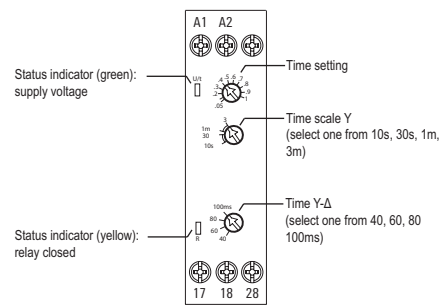 A1 A2
Status indicator (green):
supply voltage
U/t
.05
.2
.3
.4
.5
.6
.7
.8
.9
1
Time setting
3
1m
30
10s
Time scale Y
(select one from 10s, 30s, 1m,
3m)
100ms
80
60
40
Time Y-Δ
(select one from 40, 60, 80
100ms)
Status indicator (yellow):
relay closed
R
17 18 28